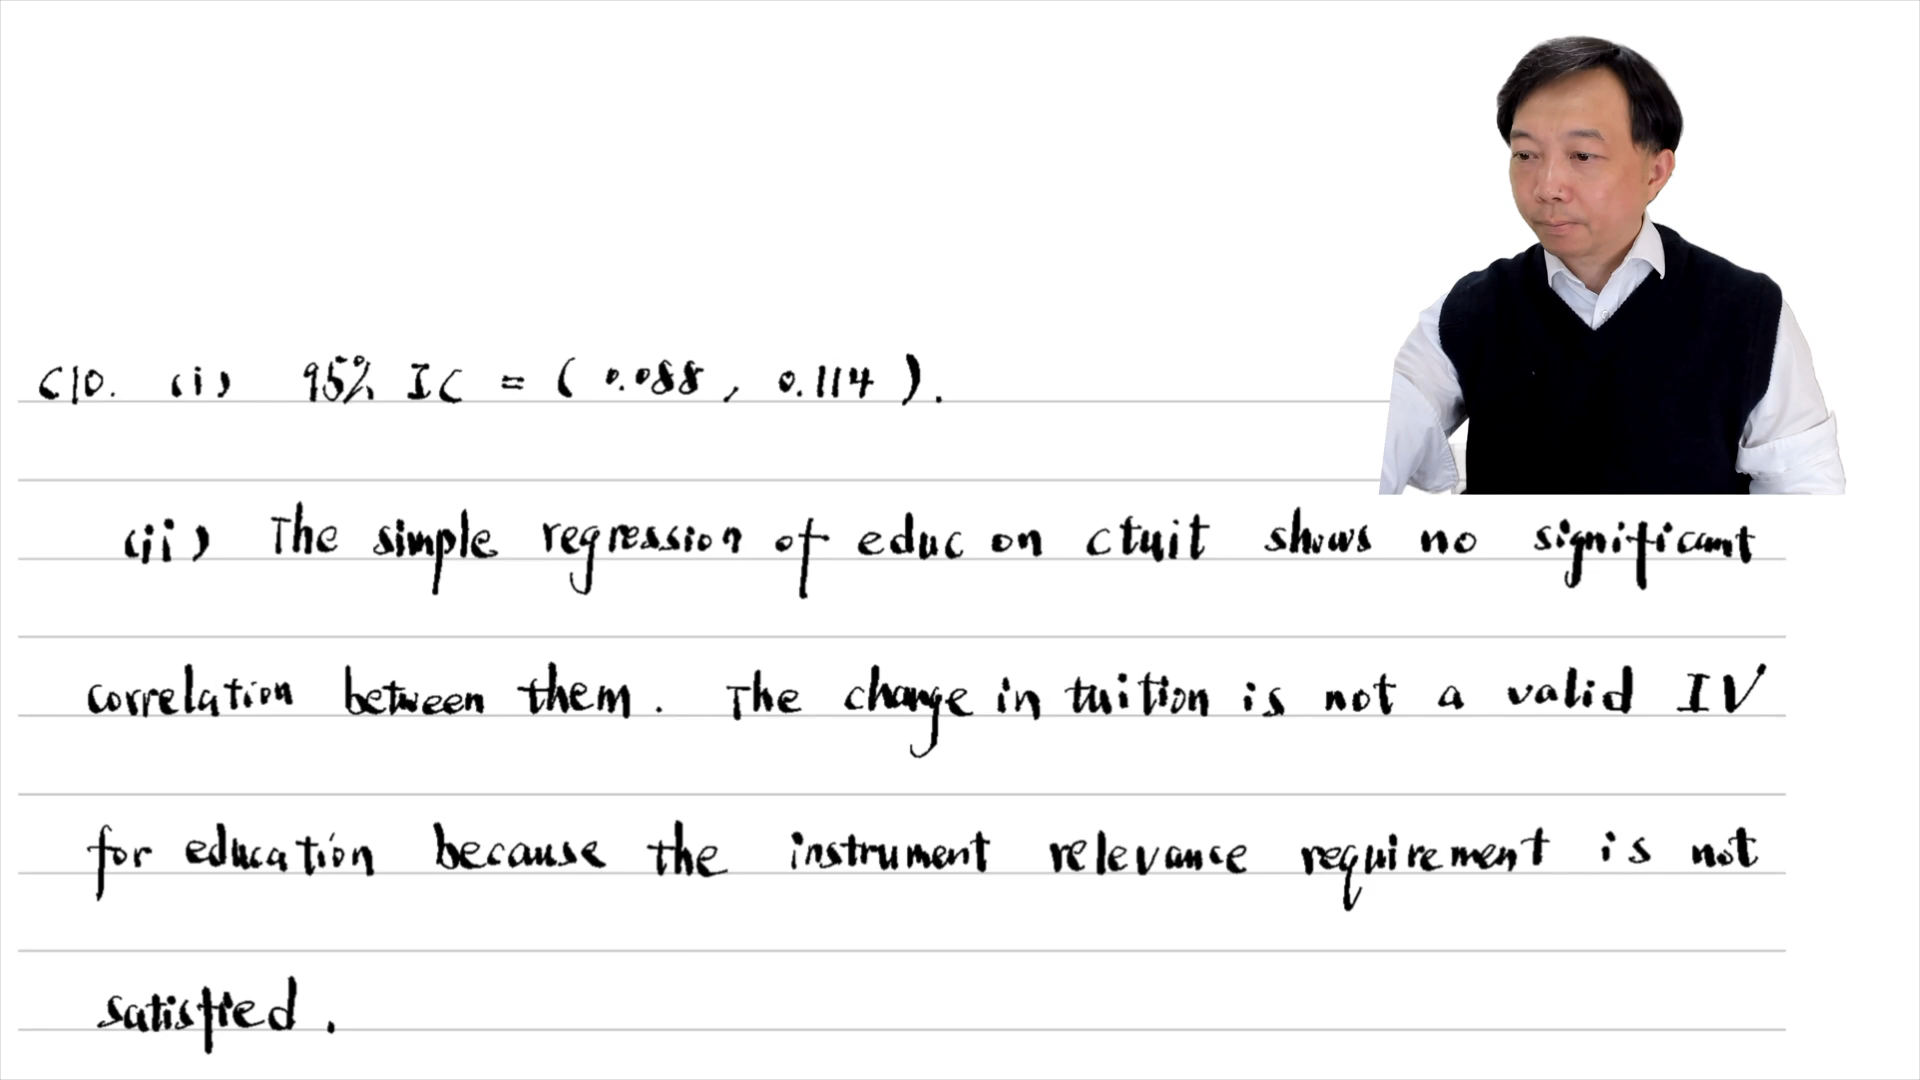 C10. (i) 95% IC = (0.088, 0.114).
(ii) The simple regression of educ on ctuit shows no significant
correlation between them. The change in tuition is not a valid IV
for education because the instrument relevance requirement is not
satisfied.